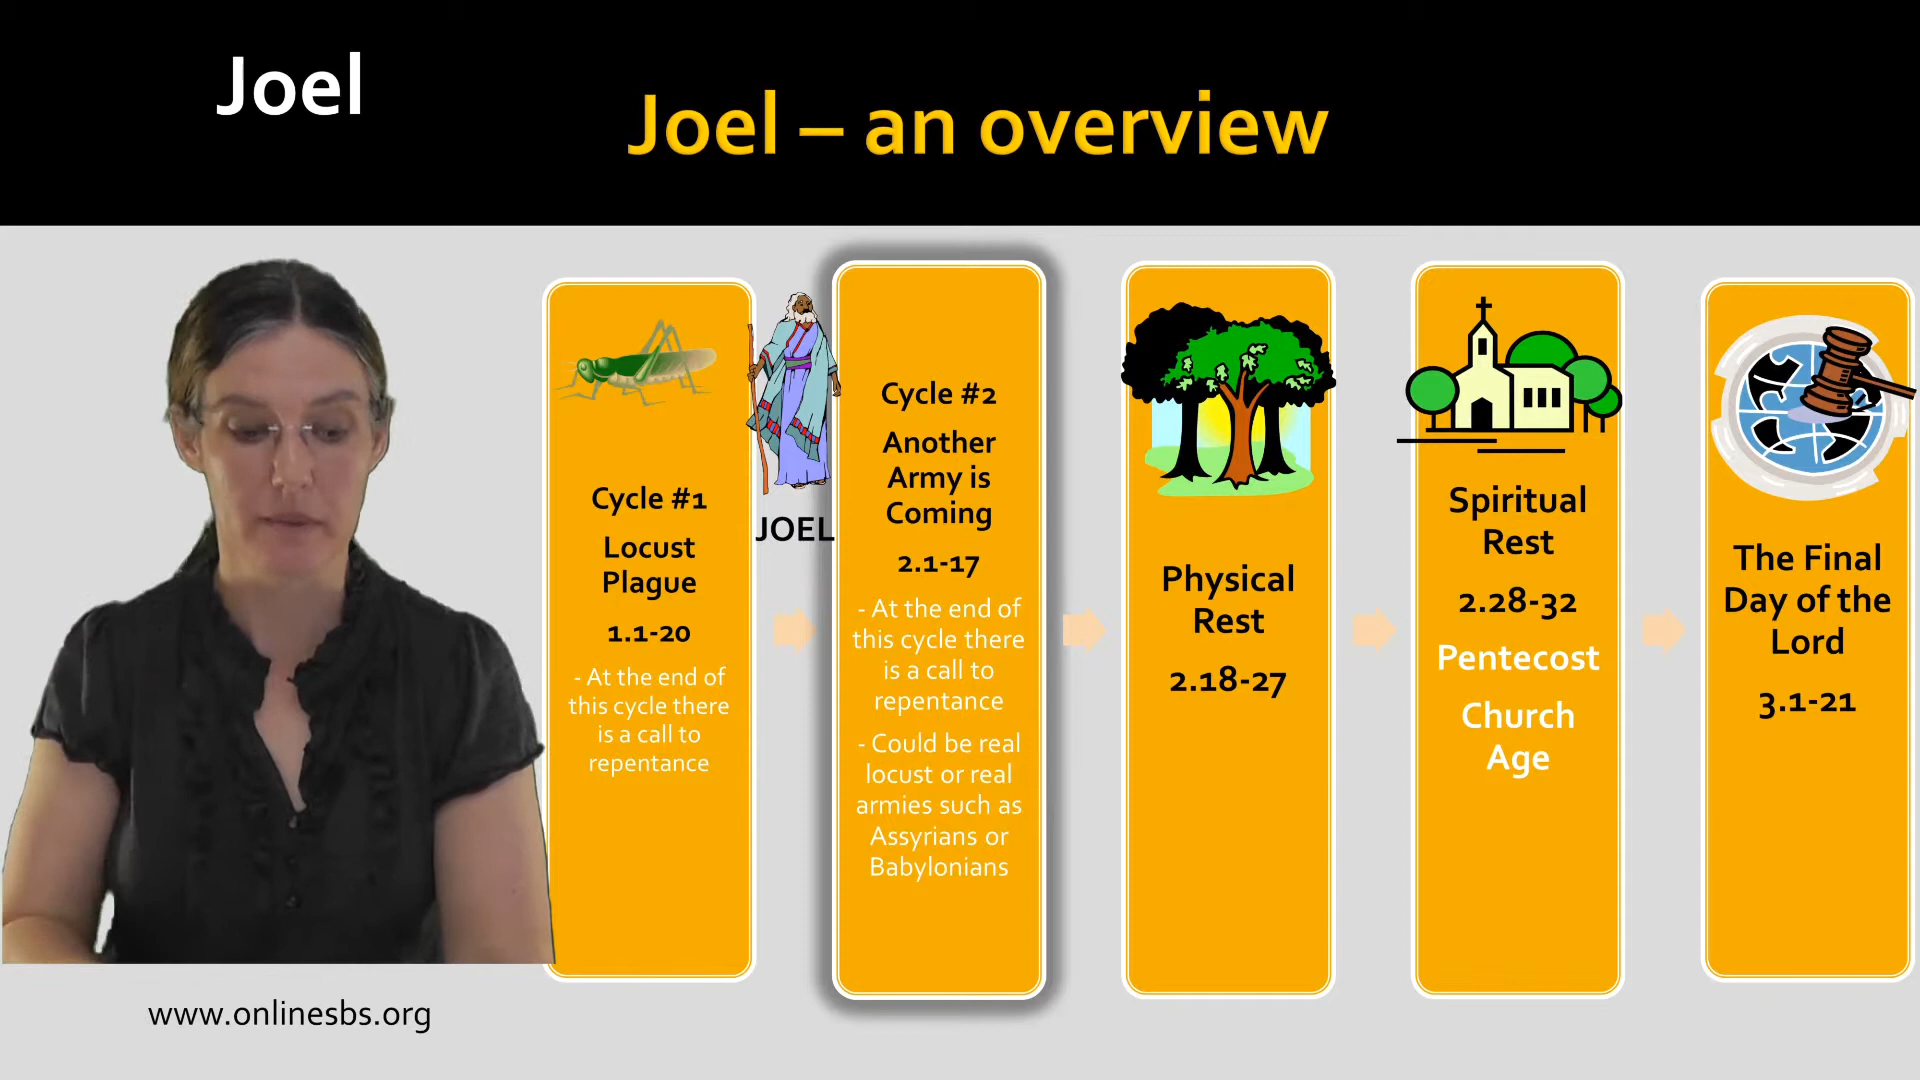 Joel
Joel – an overview
Cycle #1
Locust
Plague
1.1-20
- At the end of
this cycle there
is a call to
repentance
JOEL
Cycle #2
Another
Army is
Coming
2.1-17
- At the end of
this cycle there
is a call to
repentance
- Could be real
locust or real
armies such as
Assyrians or
Babylonians
Physical
Rest
2.18-27
Spiritual
Rest
2.28-32
Pentecost
Church
Age
The Final
Day of the
Lord
3.1-21
www.onlinesbs.org